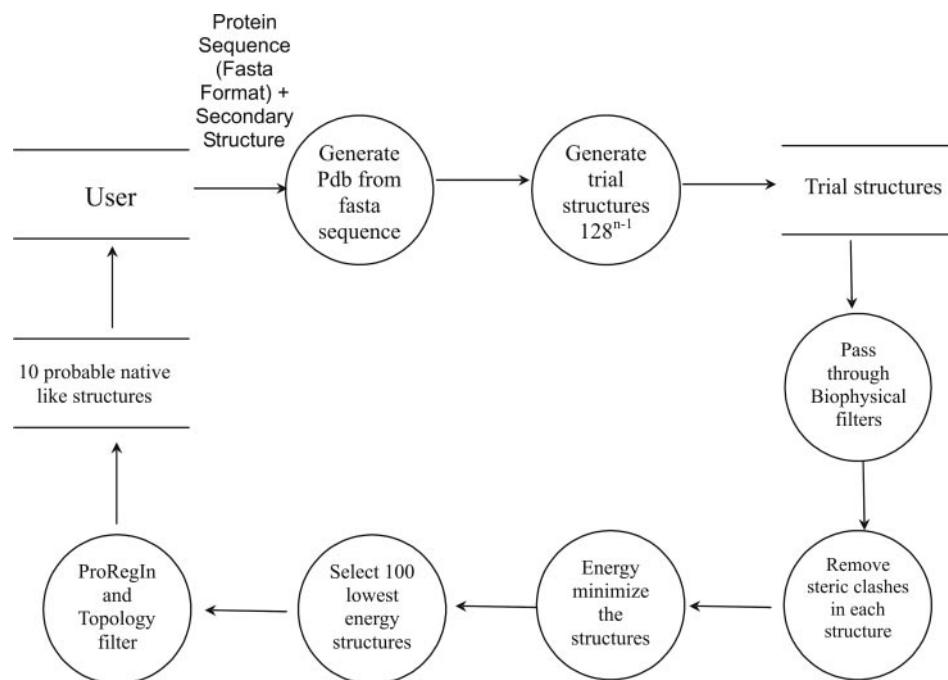 Protein
Sequence
(Fasta
Format) +
Secondary
Structure
User
Generate
Pdb from
fasta
sequence
Generate
trial
structures
128ⁿ⁻¹
Trial structures
Pass
through
Biophysical
filters
Remove
steric clashes
in each
structure
Energy
minimize
the
structures
Select 100
lowest
energy
structures
ProRegIn
and
Topology
filter
10 probable native
like structures